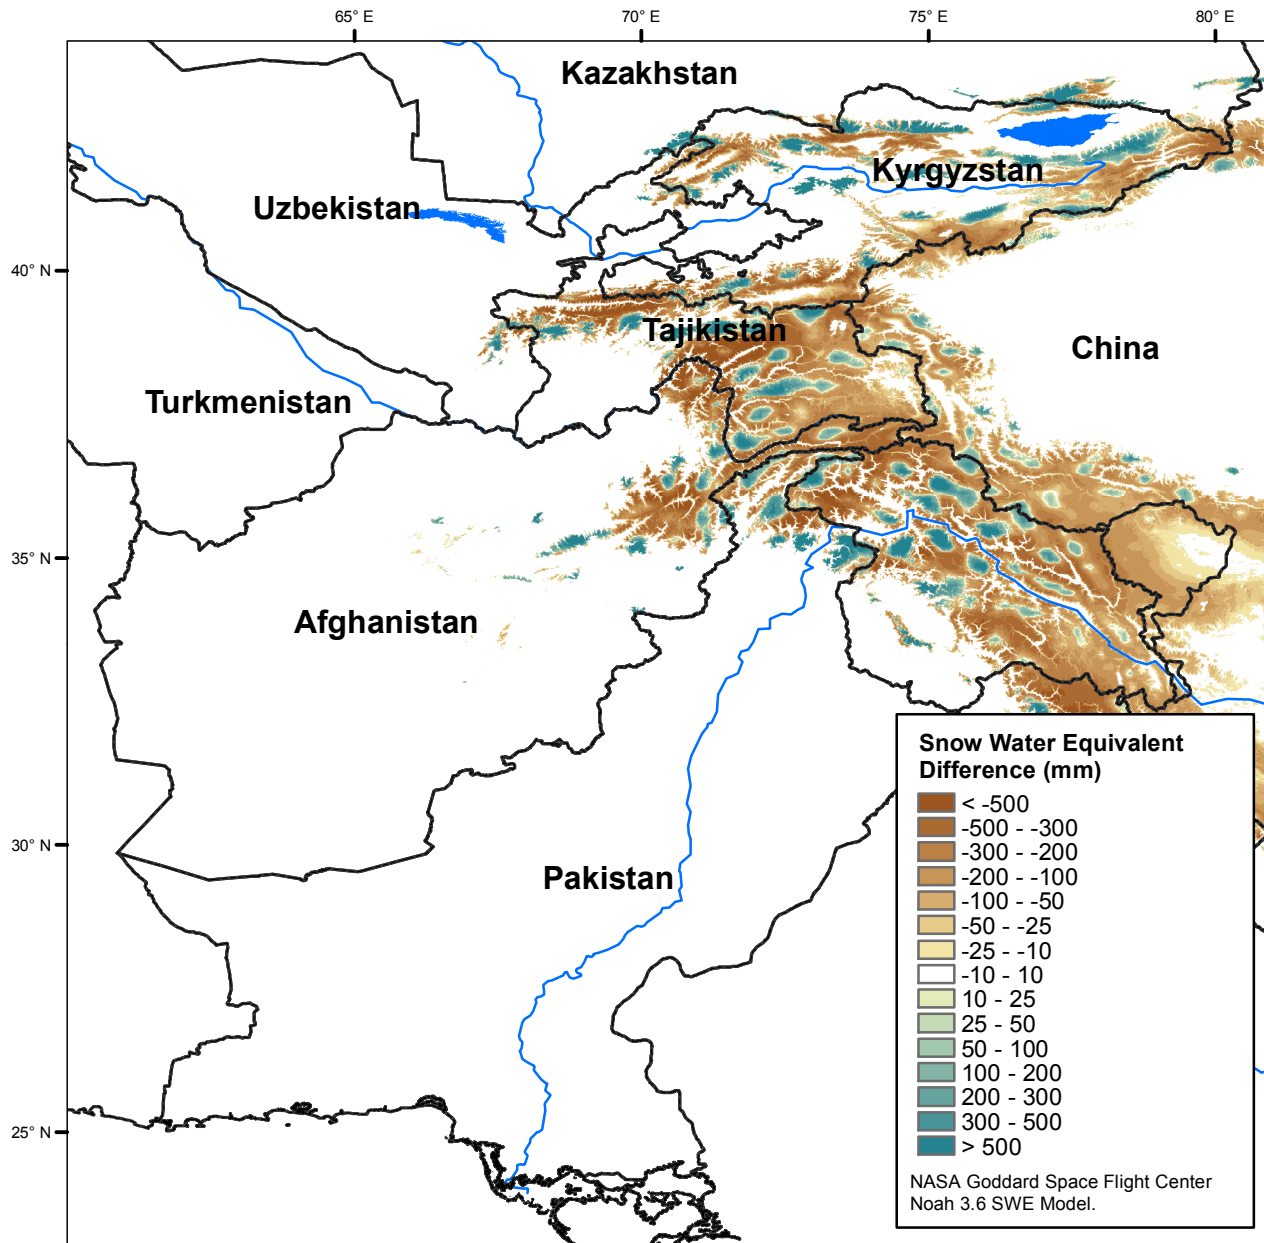 65° E 70° E 75° E 80° E
Kazakhstan
Kyrgyzstan
Uzbekistan
40° N
Tajikistan
China
Turkmenistan
35° N
Afghanistan
Snow Water Equivalent
Difference (mm)
< -500
-500 - -300
-300 - -200
-200 - -100
-100 - -50
-50 - -25
-25 - -10
-10 - 10
10 - 25
25 - 50
50 - 100
100 - 200
200 - 300
300 - 500
> 500
NASA Goddard Space Flight Center
Noah 3.6 SWE Model.
30° N
Pakistan
25° N